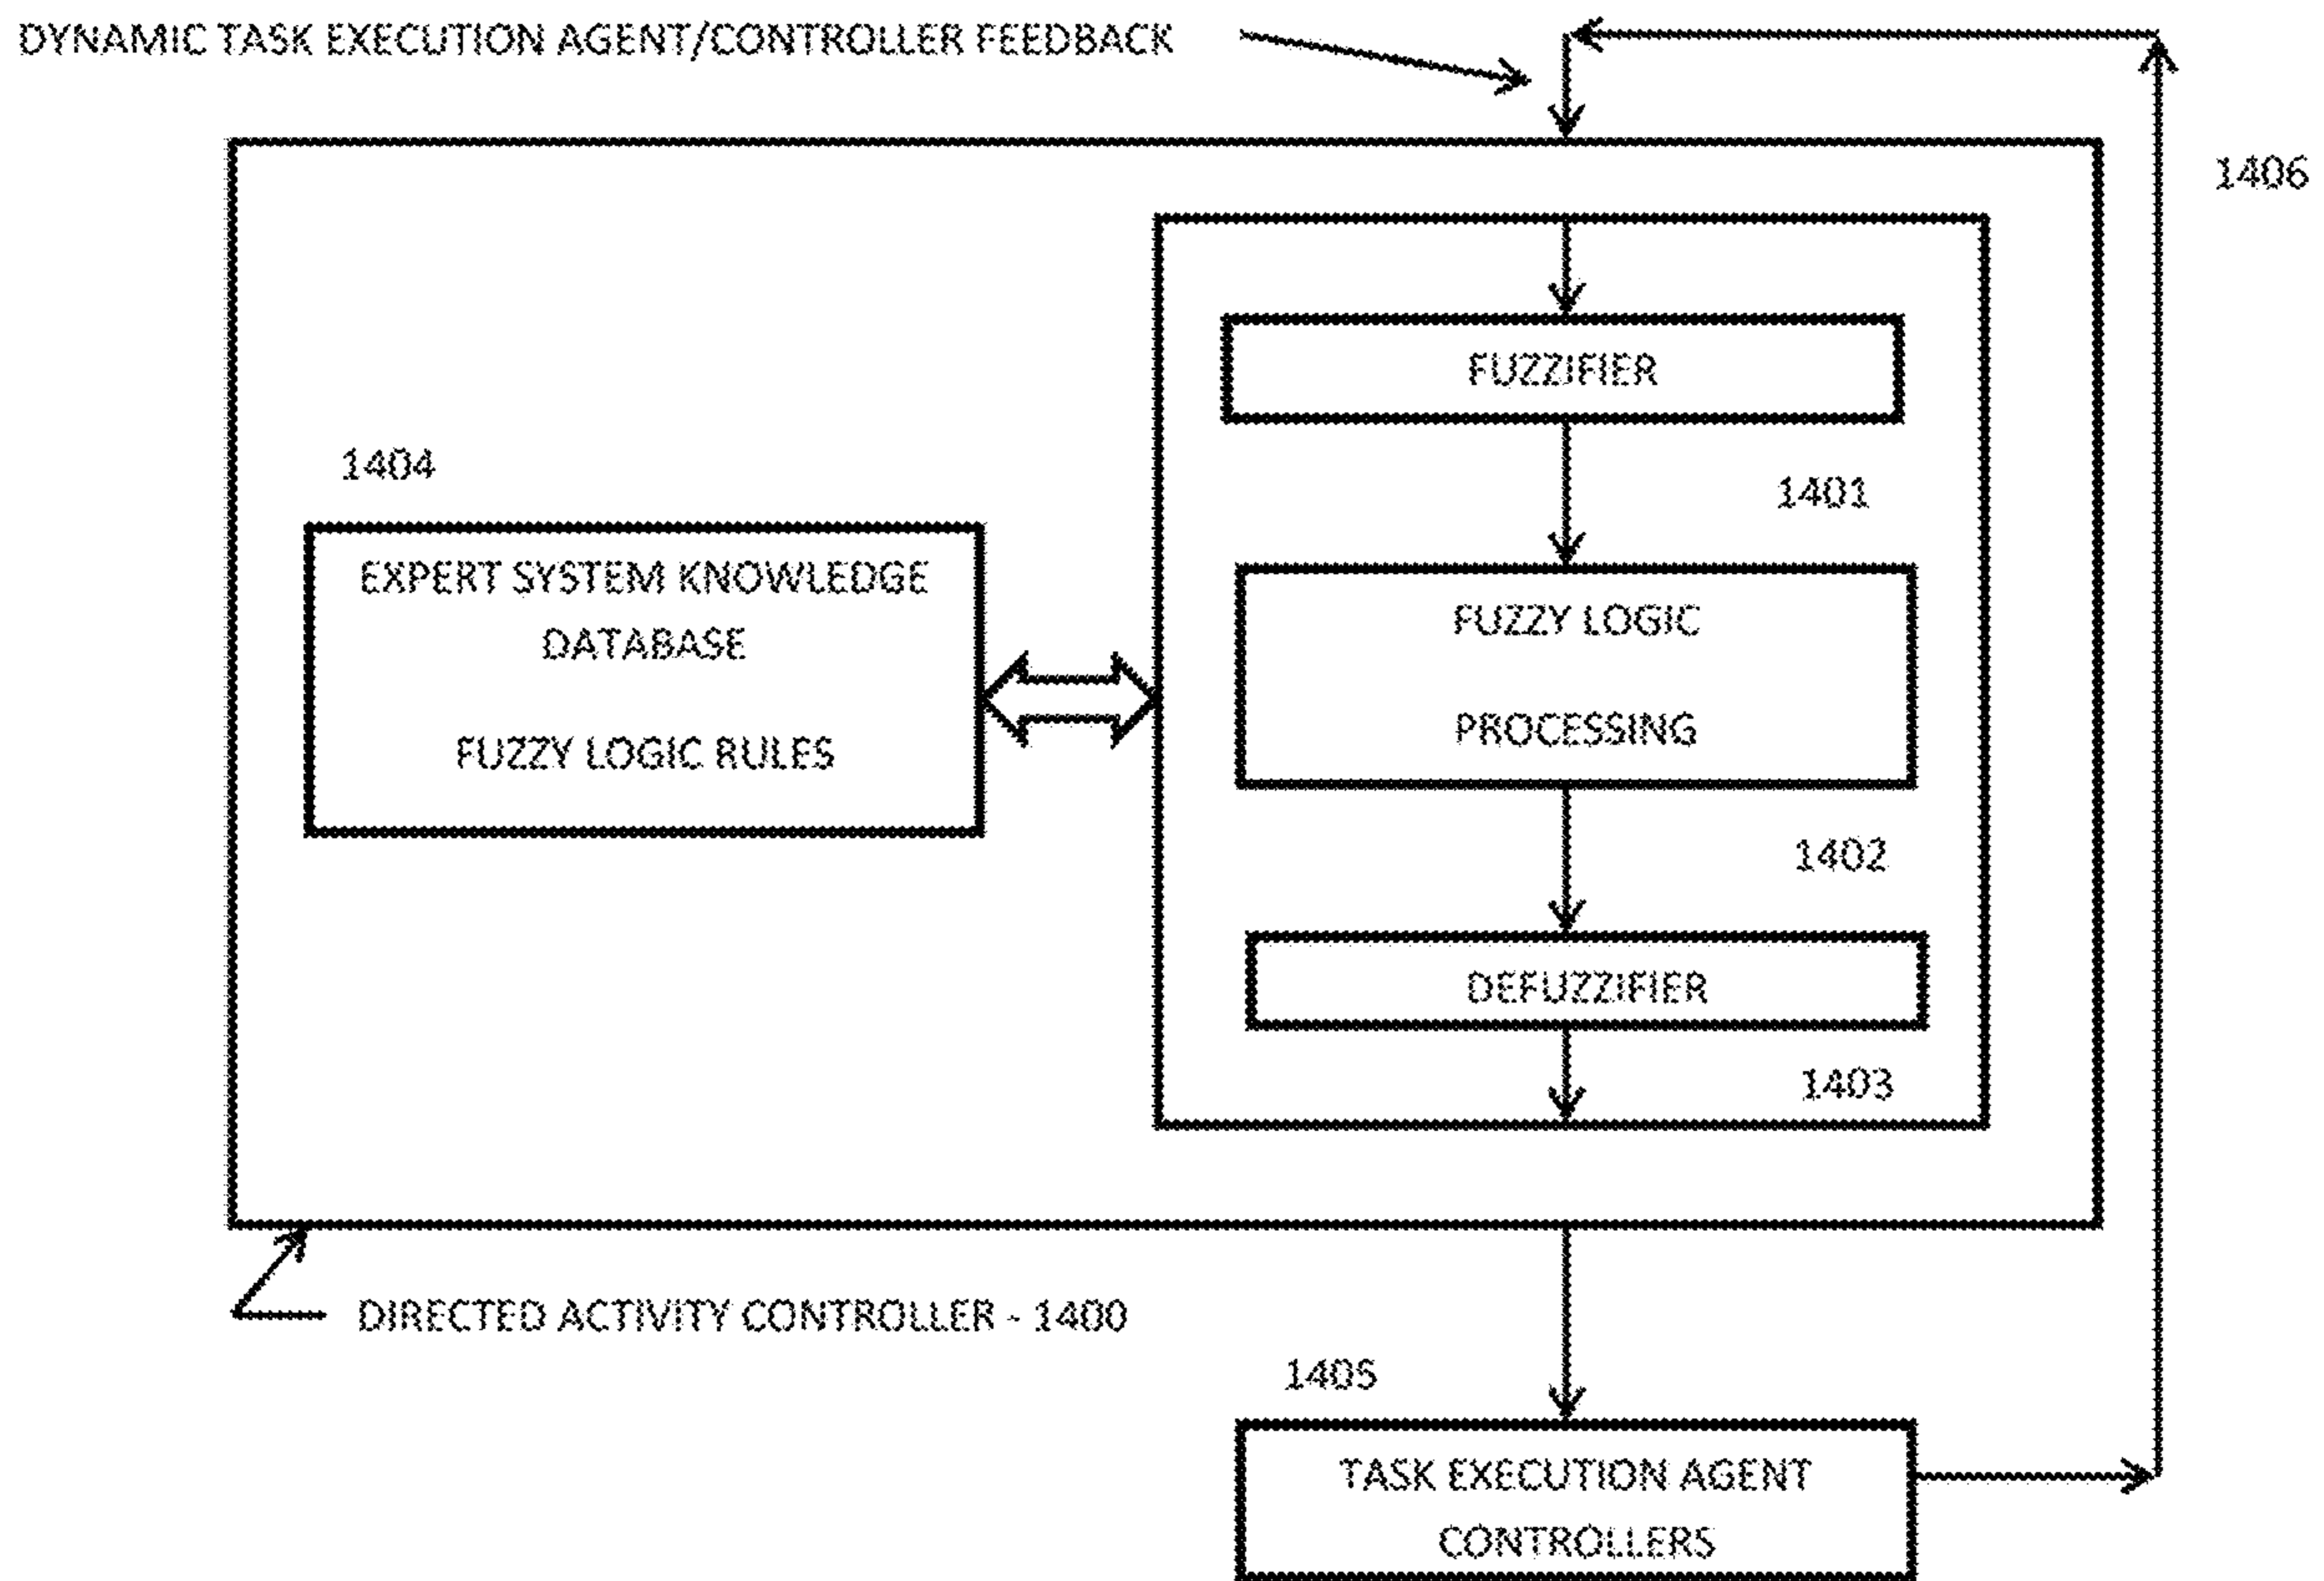 DYNAMIC TASK EXECUTION AGENT/CONTROLLER FEEDBACK
1406
FUZZIFIER
1404
1401
EXPERT SYSTEM KNOWLEDGE
DATABASE
FUZZY LOGIC RULES
FUZZY LOGIC
PROCESSING
1402
DEFUZZIFIER
1403
DIRECTED ACTIVITY CONTROLLER - 1400
1405
TASK EXECUTION AGENT
CONTROLLERS